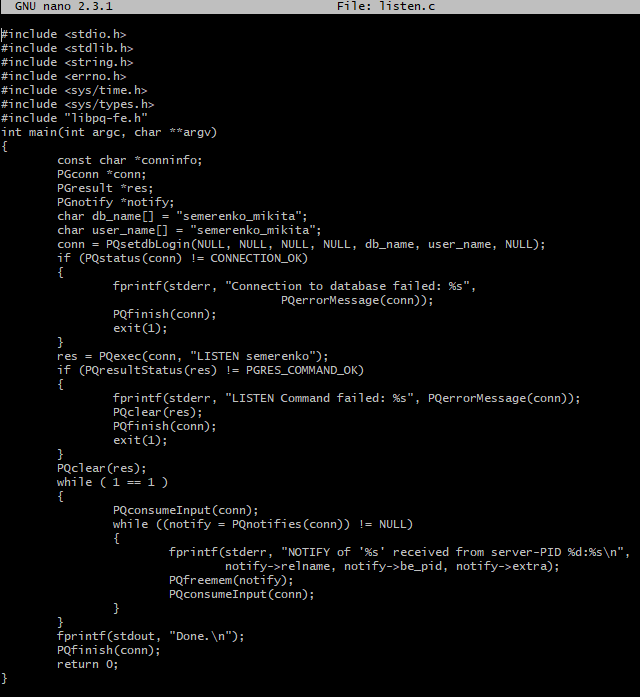 GNU nano 2.3.1 File: listen.c
#include <stdio.h>
#include <stdlib.h>
#include <string.h>
#include <errno.h>
#include <sys/time.h>
#include <sys/types.h>
#include "libpq-fe.h"
int main(int argc, char **argv)
{
        const char *conninfo;
        PGconn *conn;
        PGresult *res;
        PGnotify *notify;
        char db_name[] = "semerenko_mikita";
        char user_name[] = "semerenko_mikita";
        conn = PQsetdbLogin(NULL, NULL, NULL, NULL, db_name, user_name, NULL);
        if (PQstatus(conn) != CONNECTION_OK)
        {
                fprintf(stderr, "Connection to database failed: %s",
                                        PQerrorMessage(conn));
                PQfinish(conn);
                exit(1);
        }
        res = PQexec(conn, "LISTEN semerenko");
        if (PQresultStatus(res) != PGRES_COMMAND_OK)
        {
                fprintf(stderr, "LISTEN Command failed: %s", PQerrorMessage(conn));
                PQclear(res);
                PQfinish(conn);
                exit(1);
        }
        PQclear(res);
        while ( 1 == 1 )
        {
                PQconsumeInput(conn);
                while ((notify = PQnotifies(conn)) != NULL)
                {
                        fprintf(stderr, "NOTIFY of '%s' received from server-PID %d:%s\n",
                                notify->relname, notify->be_pid, notify->extra);
                        PQfreemem(notify);
                        PQconsumeInput(conn);
                }
        }
        fprintf(stdout, "Done.\n");
        PQfinish(conn);
        return 0;
}